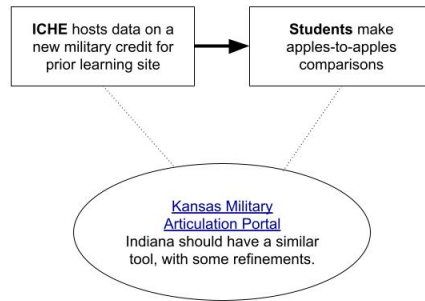 ICHE hosts data on a
new military credit for
prior learning site
Students make
apples-to-apples
comparisons
Kansas Military
Articulation Portal
Indiana should have a similar
tool, with some refinements.